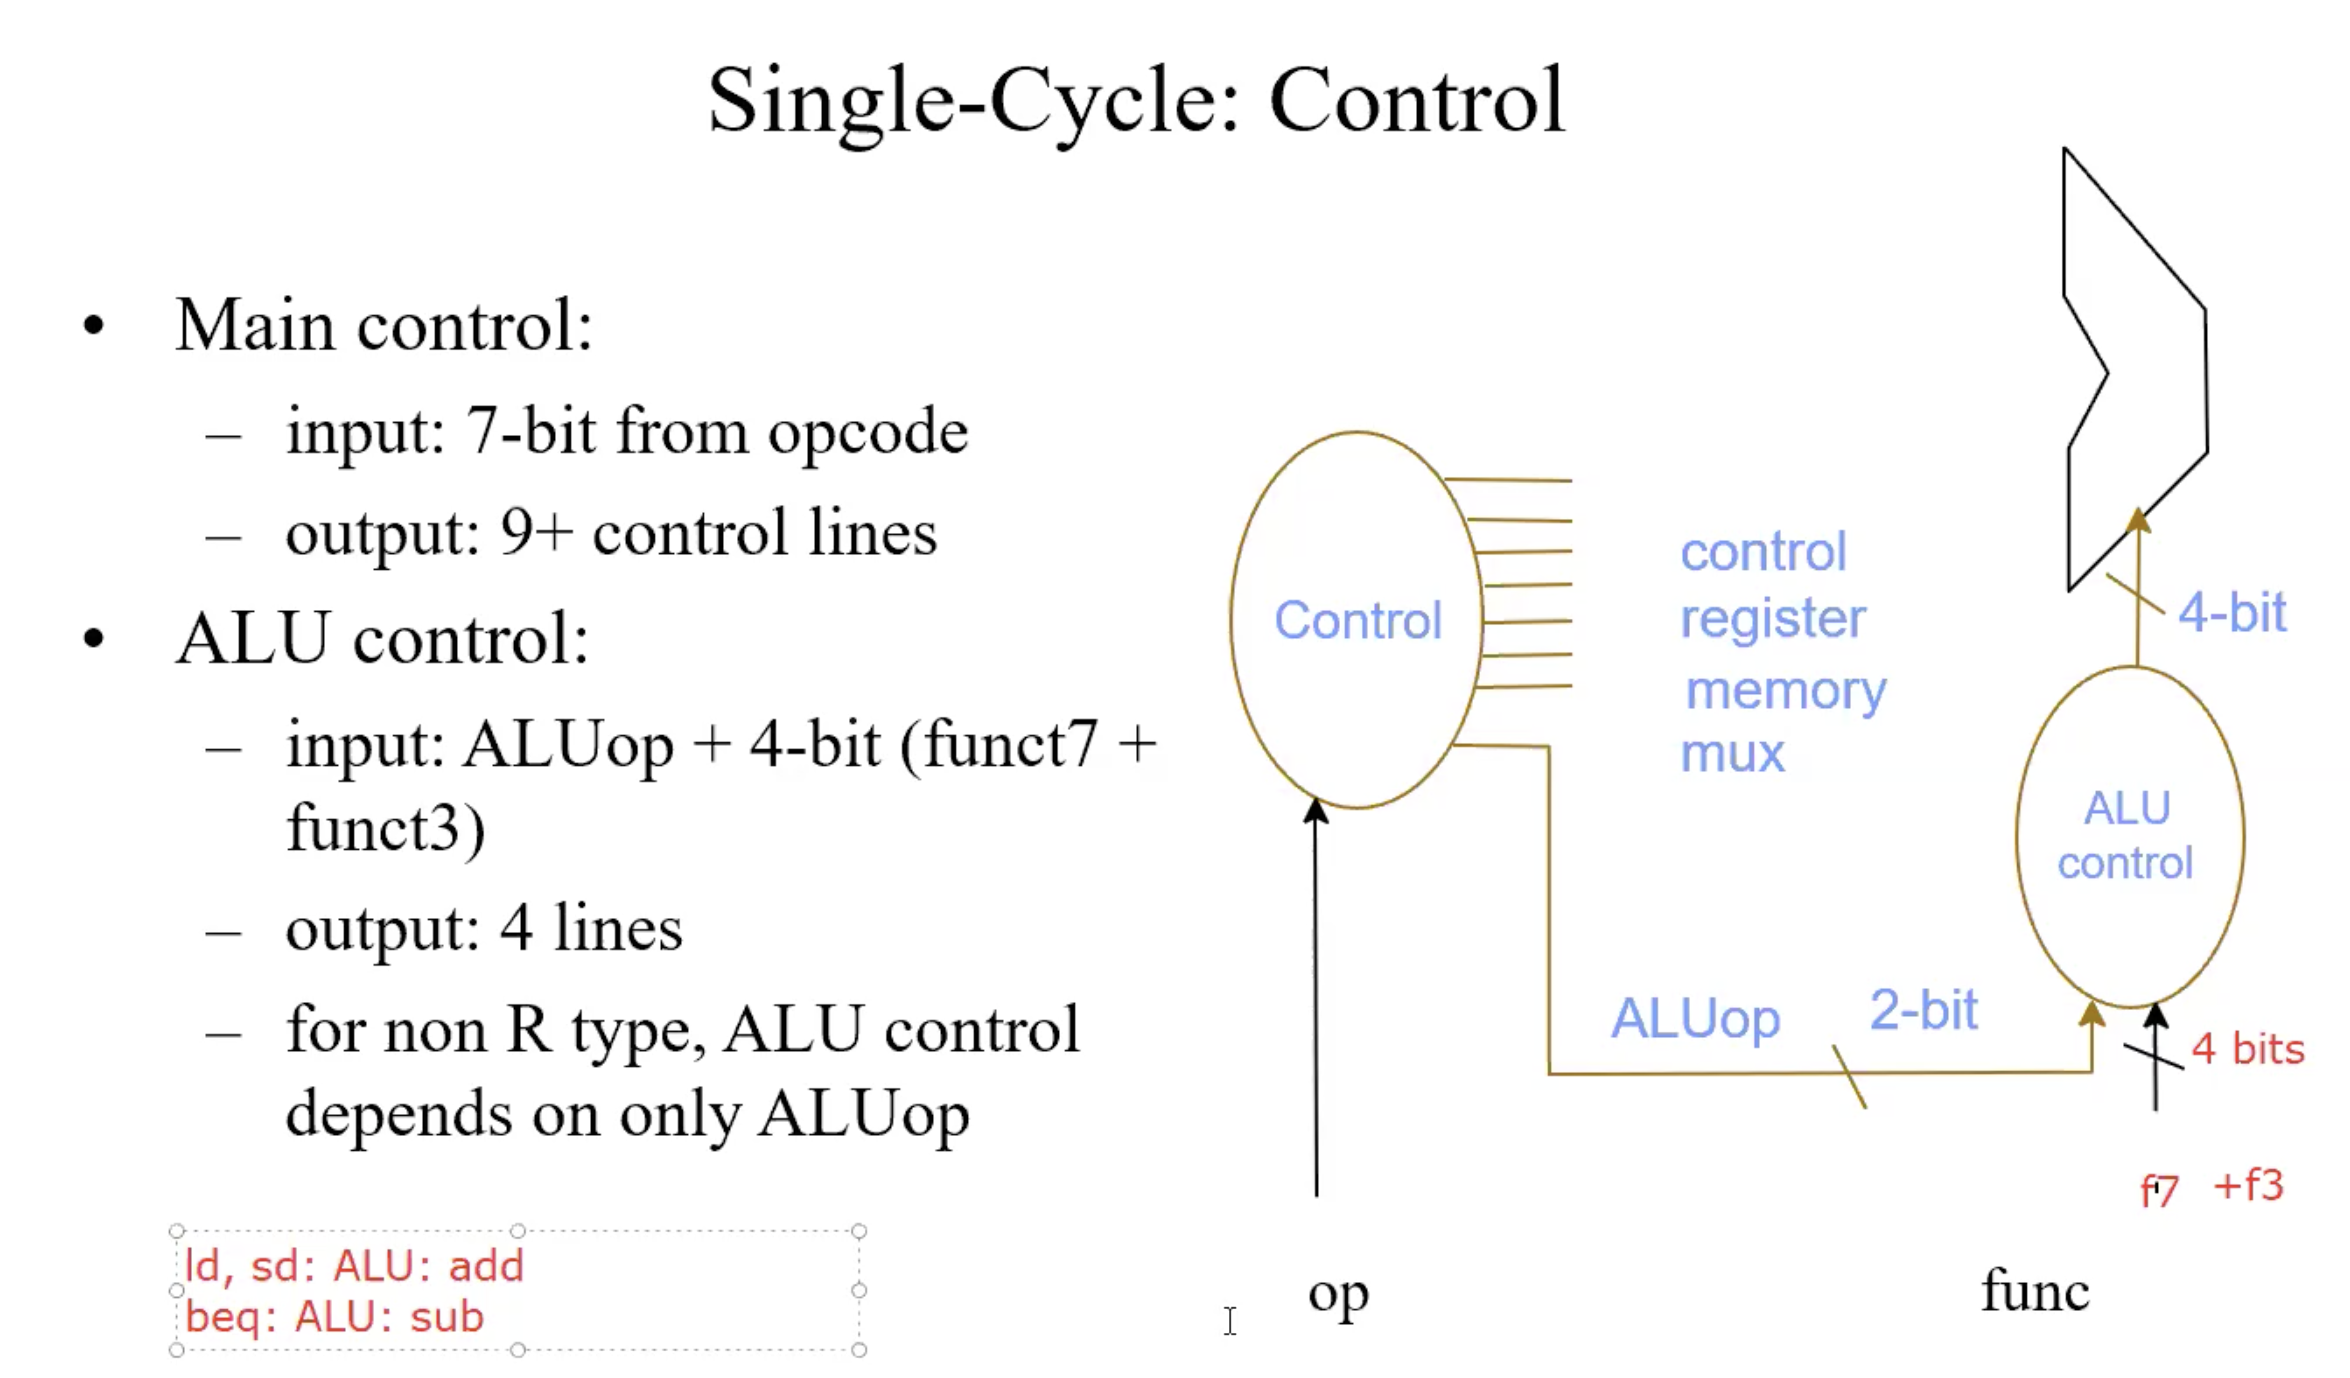 Single-Cycle: Control
• Main control:
– input: 7-bit from opcode
– output: 9+ control lines
• ALU control:
– input: ALUop + 4-bit (funct7 +
funct3)
– output: 4 lines
– for non R type, ALU control
depends on only ALUop
ld, sd: ALU: add
beq: ALU: sub
Control
control
register
memory
mux
4-bit
ALU
control
ALUop
2-bit
4 bits
f7 +f3
op
func